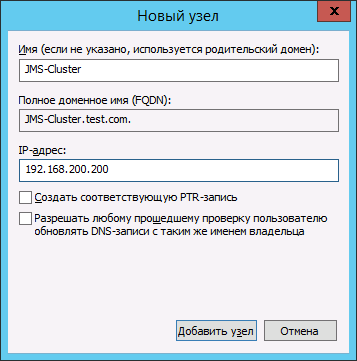 Новый узел
x
Имя (если не указано, используется родительский домен):
JMS-Cluster
Полное доменное имя (FQDN):
JMS-Cluster.test.com.
IP-адрес:
192.168.200.200
Создать соответствующую PTR-запись
Разрешать любому прошедшему проверку пользователю
обновлять DNS-записи с таким же именем владельца
Добавить узел
Отмена